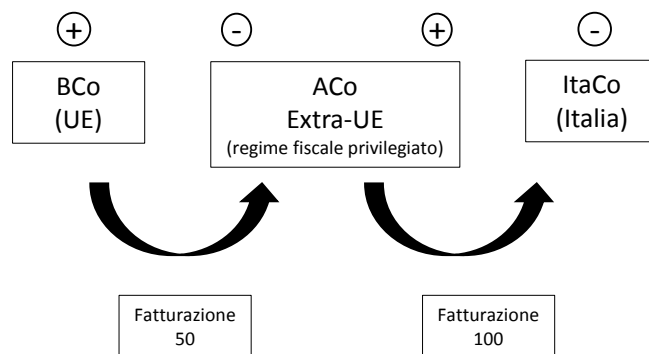 +
-
+
-
BCo
(UE)
ACo
Extra-UE
(regime fiscale privilegiato)
ItaCo
(Italia)
Fatturazione
50
Fatturazione
100